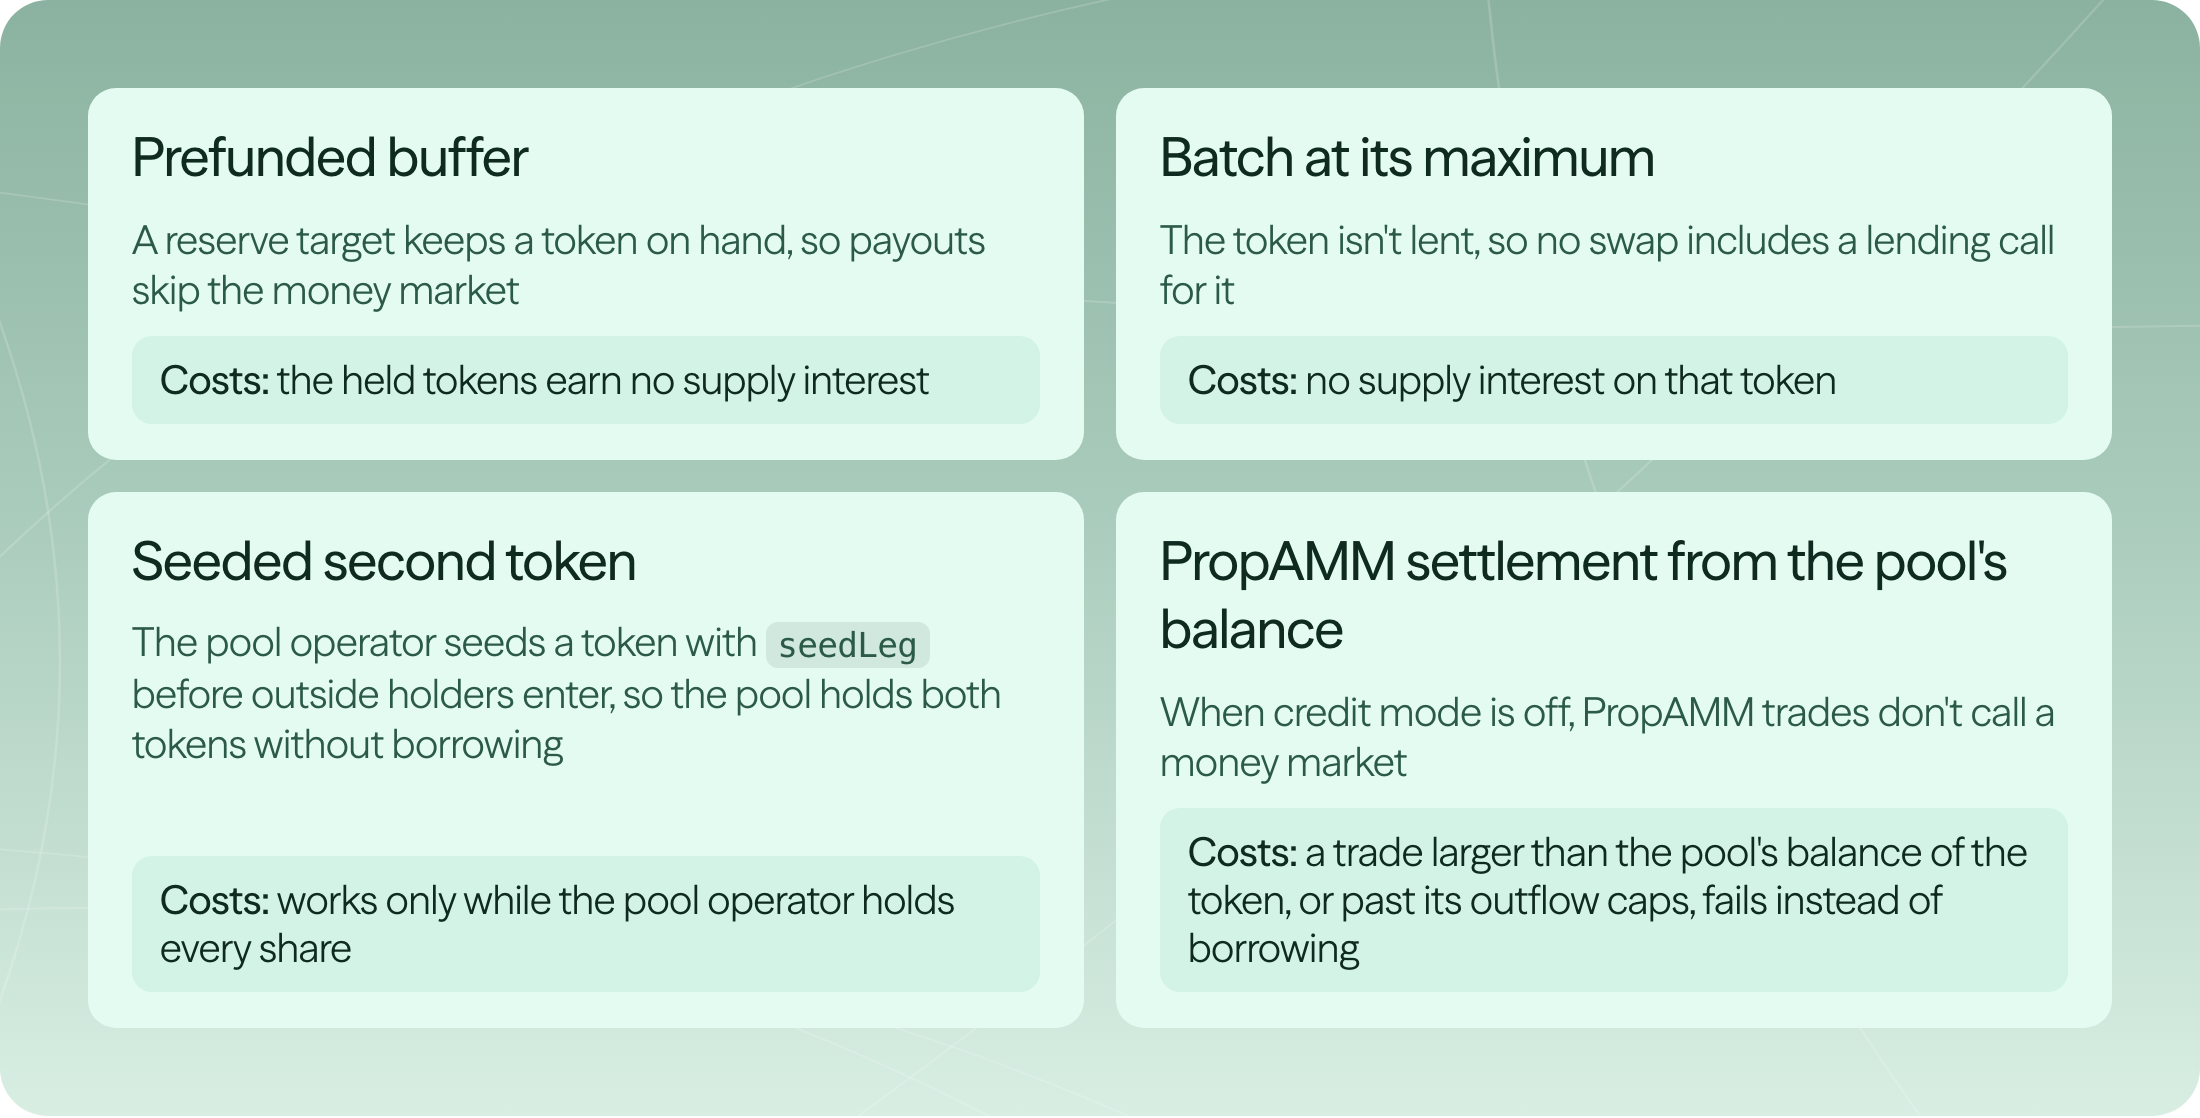 Prefunded buffer
A reserve target keeps a token on hand, so payouts
skip the money market
Costs: the held tokens earn no supply interest
Batch at its maximum
The token isn't lent, so no swap includes a lending call
for it
Costs: no supply interest on that token
Seeded second token
The pool operator seeds a token with seedLeg
before outside holders enter, so the pool holds both
tokens without borrowing
Costs: works only while the pool operator holds
every share
PropAMM settlement from the pool's
balance
When credit mode is off, PropAMM trades don't call a
money market
Costs: a trade larger than the pool's balance of the
token, or past its outflow caps, fails instead of
borrowing